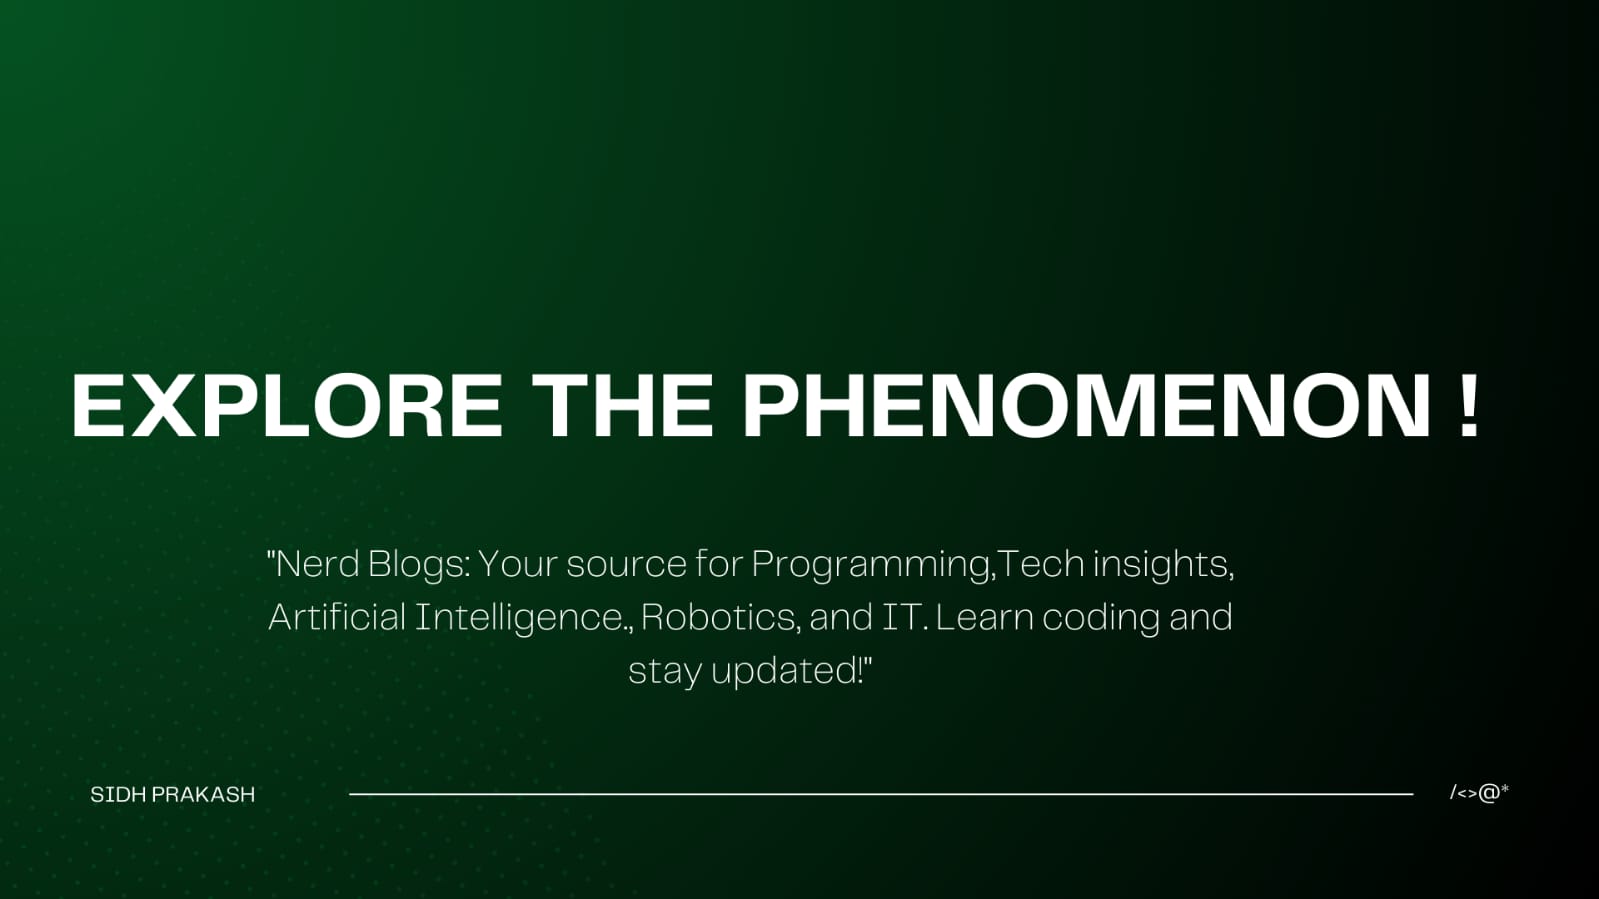 EXPLORE THE PHENOMENON !
"Nerd Blogs: Your source for Programming,Tech insights,
Artificial Intelligence., Robotics, and IT. Learn coding and
stay updated!"
SIDH PRAKASH
/<>@*